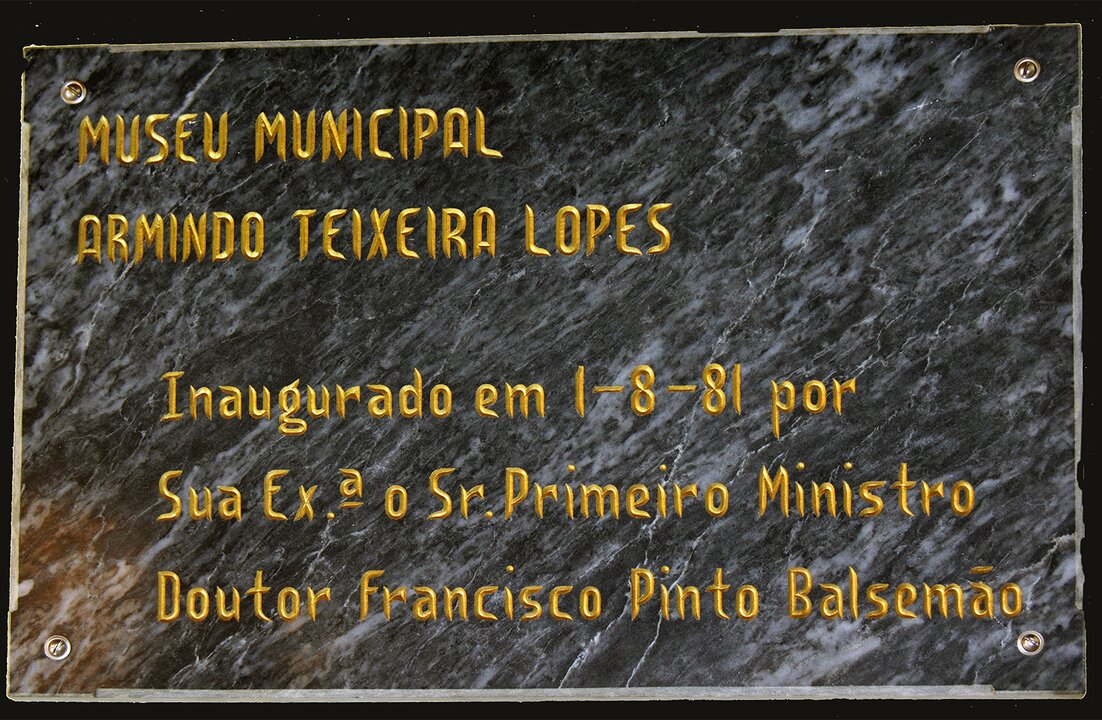 MUSEU MUNICIPAL
ARMINDO TEIXEIRA LOPES
Inaugurado em 1-8-81 por
Sua Ex.ª o Sr. Primeiro Ministro
Doutor Francisco Pinto Balsemão